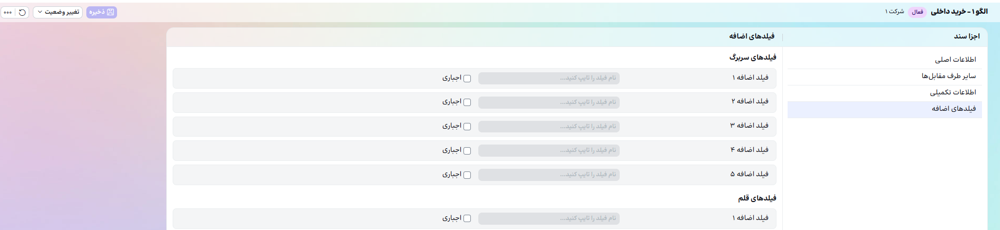 الگو ۱ - خرید داخلی فعال شرکت ۱ ذخیره تغییر وضعیت
اجزا سند
اطلاعات اصلی
سایر طرف مقابل‌ها
اطلاعات تکمیلی
فیلدهای اضافه
فیلدهای اضافه
فیلدهای سربرگ
فیلد اضافه ۱ نام فیلد را تایپ کنید... اجباری
فیلد اضافه ۲ نام فیلد را تایپ کنید... اجباری
فیلد اضافه ۳ نام فیلد را تایپ کنید... اجباری
فیلد اضافه ۴ نام فیلد را تایپ کنید... اجباری
فیلد اضافه ۵ نام فیلد را تایپ کنید... اجباری
فیلدهای قلم
فیلد اضافه ۱ نام فیلد را تایپ کنید... اجباری